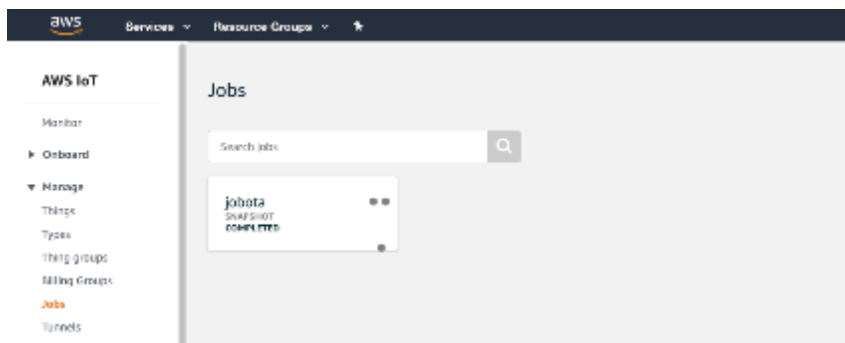 aws Services Resource Groups
AWS IoT
Monitor
Onboard
Manage
Things
Types
Thing groups
Billing Groups
Jobs
Tunnels
Jobs
Search jobs
jobota
SNAPSHOT
COMPLETED